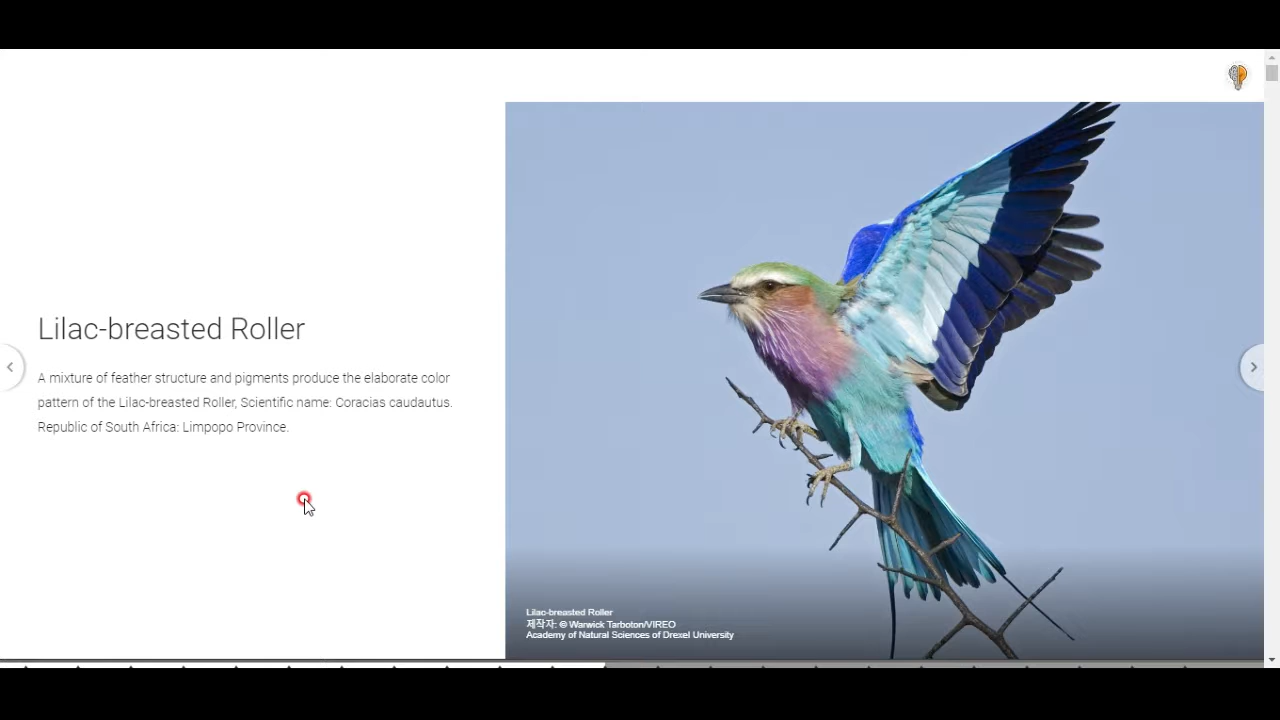 Lilac-breasted Roller
A mixture of feather structure and pigments produce the elaborate color
pattern of the Lilac-breasted Roller, Scientific name: Coracias caudautus.
Republic of South Africa: Limpopo Province.
Lilac-breasted Roller
제작자: © Warwick Tarboton/VIREO
Academy of Natural Sciences of Drexel University